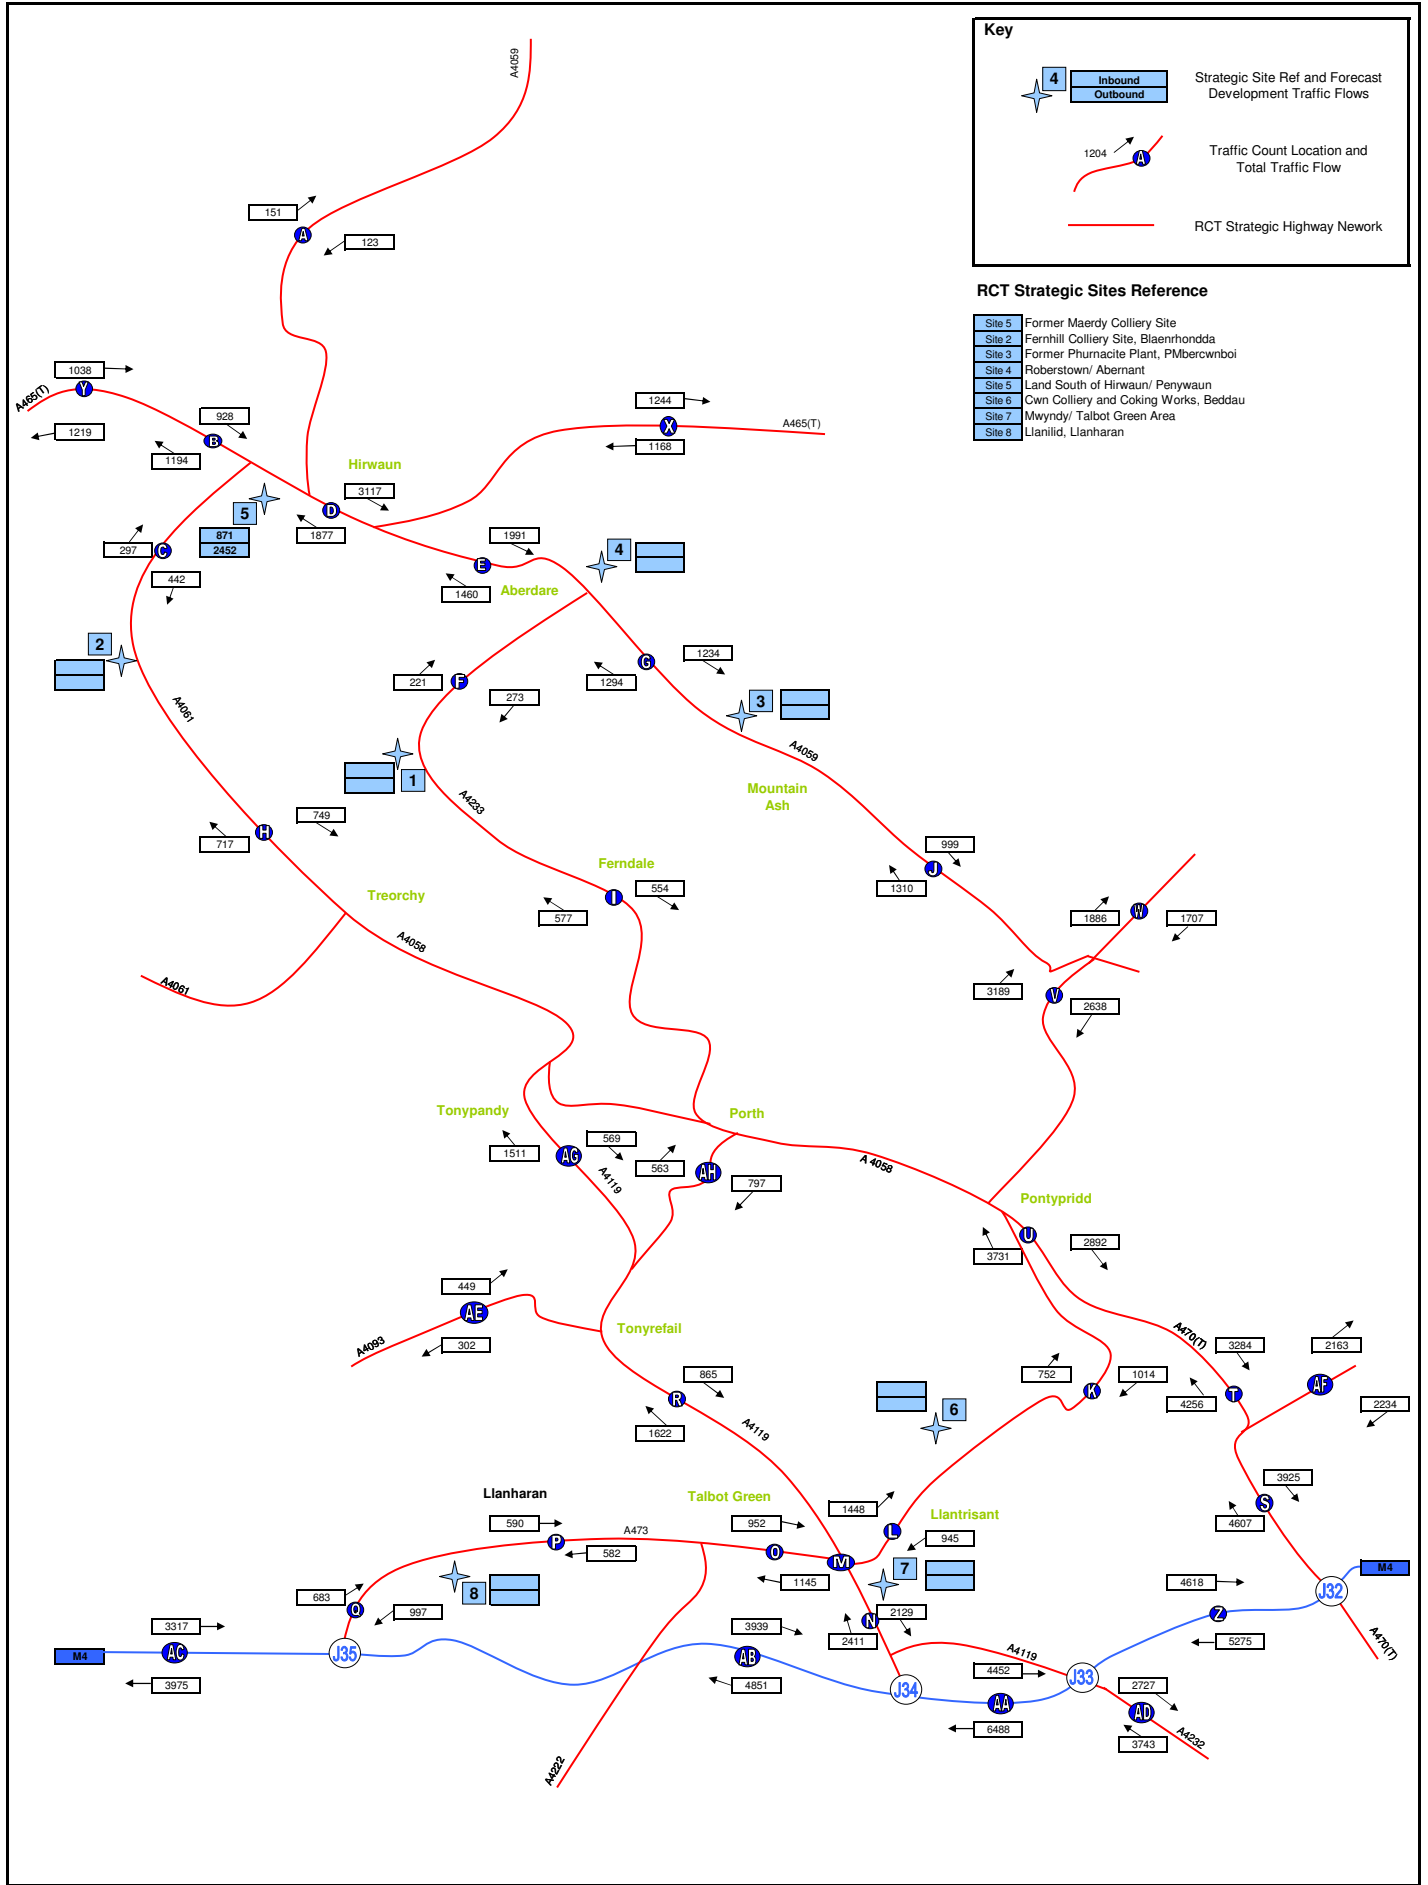 Key
4
Inbound
Outbound
Strategic Site Ref and Forecast
Development Traffic Flows
1204
A
Traffic Count Location and
Total Traffic Flow
RCT Strategic Highway Nework
RCT Strategic Sites Reference
Site 5 Former Maerdy Colliery Site
Site 2 Fernhill Colliery Site, Blaenrhondda
Site 3 Former Phurnacite Plant, PMbercwnboi
Site 4 Roberstown/ Abernant
Site 5 Land South of Hirwaun/ Penywaun
Site 6 Cwn Colliery and Coking Works, Beddau
Site 7 Mwyndy/ Talbot Green Area
Site 8 Llanilid, Llanharan
A4059
151
A
123
1038
Y
A465(T)
1219
928
B
1194
1244
X
A465(T)
1168
Hirwaun
3117
D
1877
5
871
2452
297
C
442
1991
E
1460
Aberdare
4
2
A4061
221
F
273
1234
G
1294
3
A4059
1
A4233
Mountain
Ash
749
H
717
Treorchy
Ferndale
554
I
577
999
J
1310
A4058
A4061
1886
W
1707
3189
V
2638
Tonypandy
Porth
1511
AG
569
563
AH
797
A4119
A 4058
Pontypridd
U
3731
2892
449
AE
302
A4093
Tonyrefail
A470(T)
3284
T
4256
2163
AF
2234
865
R
1622
A4119
752
K
1014
6
3925
S
4607
Llanharan
Talbot Green
Llantrisant
590
P
582
A473
952
O
1145
M
1448
L
945
7
8
683
Q
997
3317
M4
AC
3975
J35
3939
AB
4851
N
2129
2411
J34
A4119
4452
AA
6488
J33
4618
Z
5275
J32
M4
A470(T)
2727
AD
3743
A4232
A4222